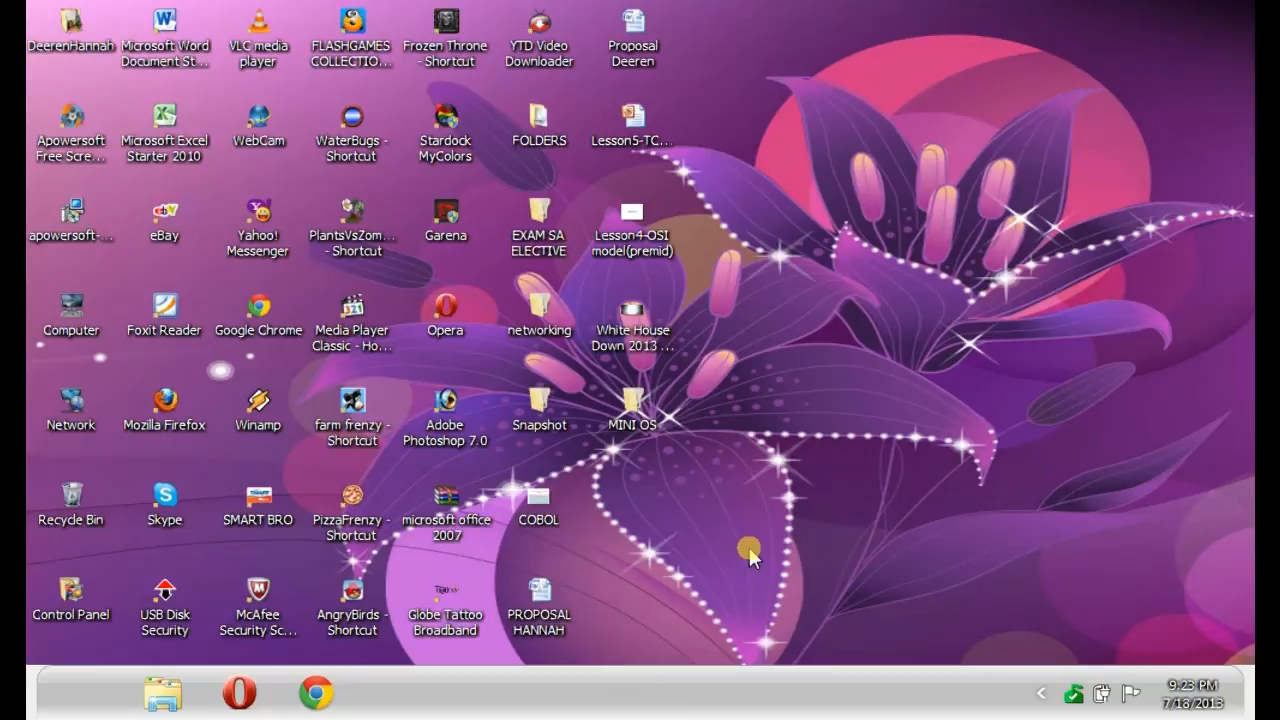 DeerenHannah
Microsoft Word
Document St...
VLC media
player
FLASHGAMES
COLLECTIO...
Frozen Throne
- Shortcut
YTD Video
Downloader
Proposal
Deeren
Apowersoft
Free Scre...
Microsoft Excel
Starter 2010
WebCam
WaterBugs -
Shortcut
Stardock
MyColors
FOLDERS
Lesson5-TC...
apowersoft-...
eBay
Yahoo!
Messenger
PlantsVsZom...
- Shortcut
Garena
EXAM SA
ELECTIVE
Lesson4-OSI
model(premid)
Computer
Foxit Reader
Google Chrome
Media Player
Classic - Ho...
Opera
networking
White House
Down 2013 ...
Network
Mozilla Firefox
Winamp
farm frenzy -
Shortcut
Adobe
Photoshop 7.0
Snapshot
MINI OS
Recycle Bin
Skype
SMART BRO
PizzaFrenzy -
Shortcut
microsoft office
2007
COBOL
Control Panel
USB Disk
Security
McAfee
Security Sc...
AngryBirds -
Shortcut
Globe Tattoo
Broadband
PROPOSAL
HANNAH
9:23 PM
7/18/2013